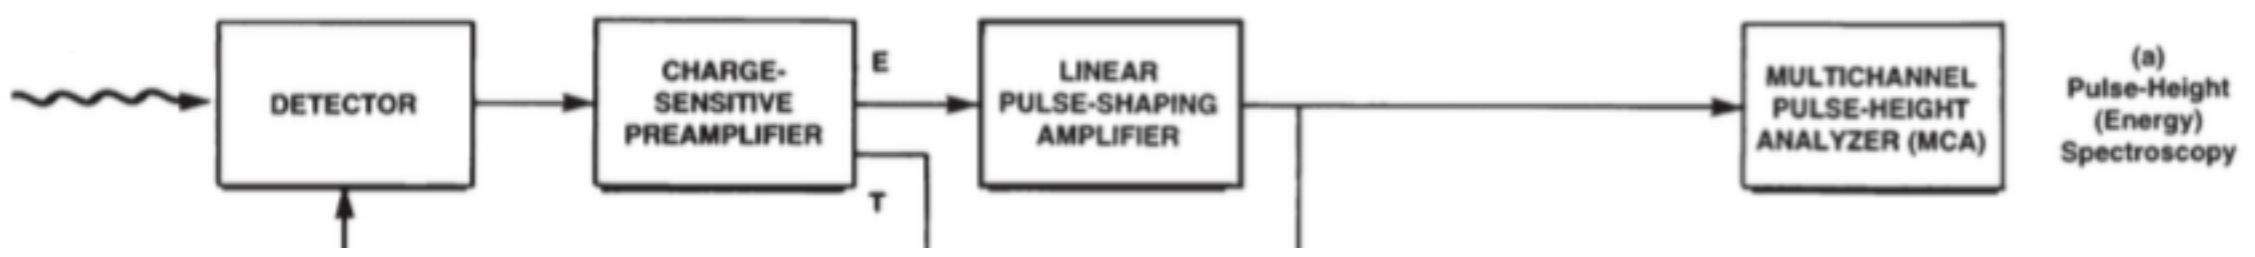 DETECTOR
CHARGE-
SENSITIVE
PREAMPLIFIER
E
T
LINEAR
PULSE-SHAPING
AMPLIFIER
MULTICHANNEL
PULSE-HEIGHT
ANALYZER (MCA)
(a)
Pulse-Height
(Energy)
Spectroscopy